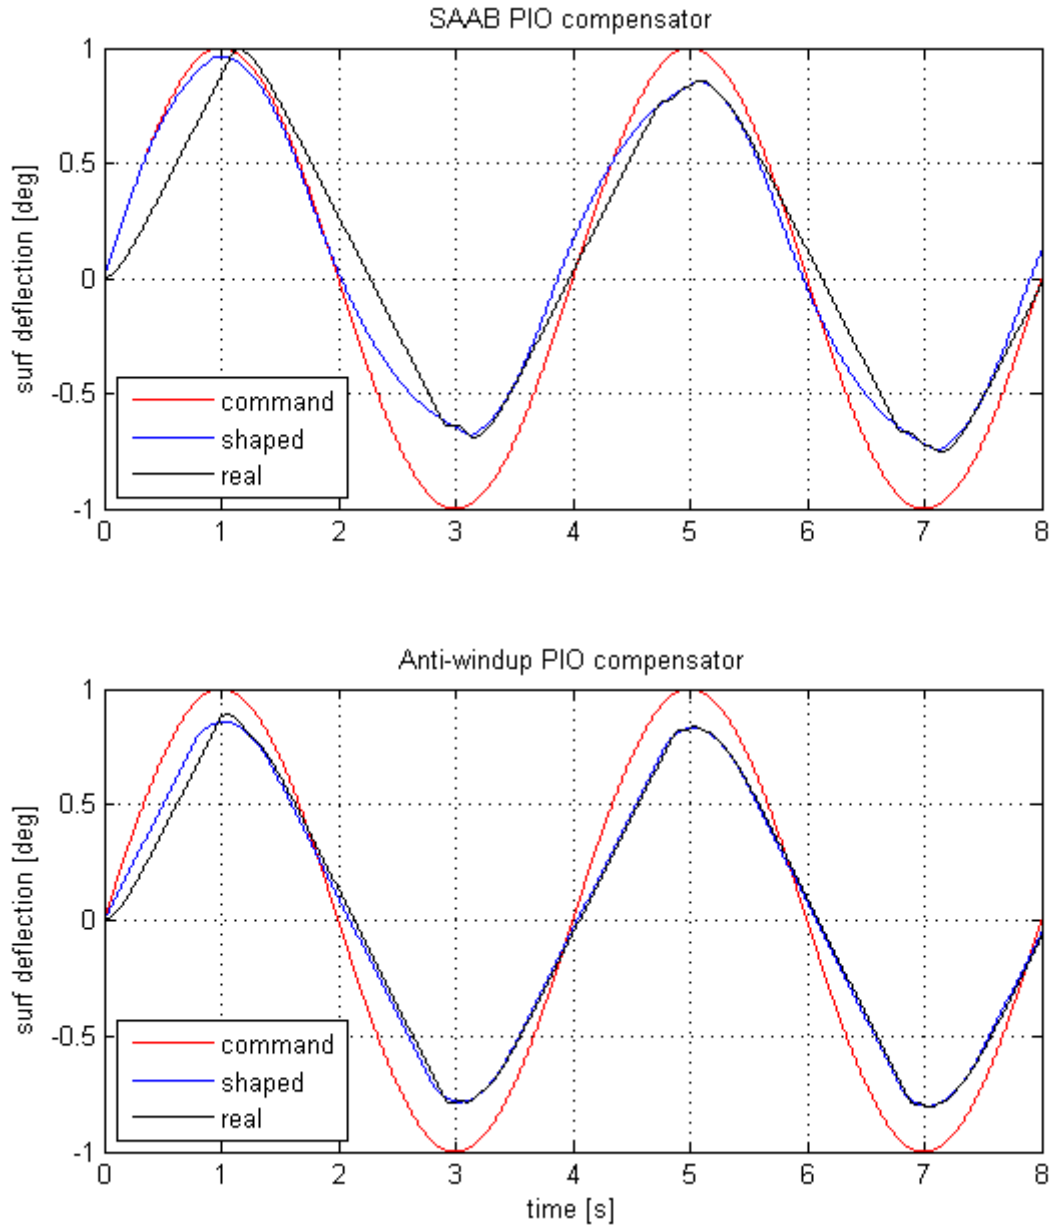 SAAB PIO compensator
1
0.5
0
-0.5
-1
surf deflection [deg]
command
shaped
real
0 1 2 3 4 5 6 7 8
Anti-windup PIO compensator
1
0.5
0
-0.5
-1
surf deflection [deg]
command
shaped
real
0 1 2 3 4 5 6 7 8
time [s]